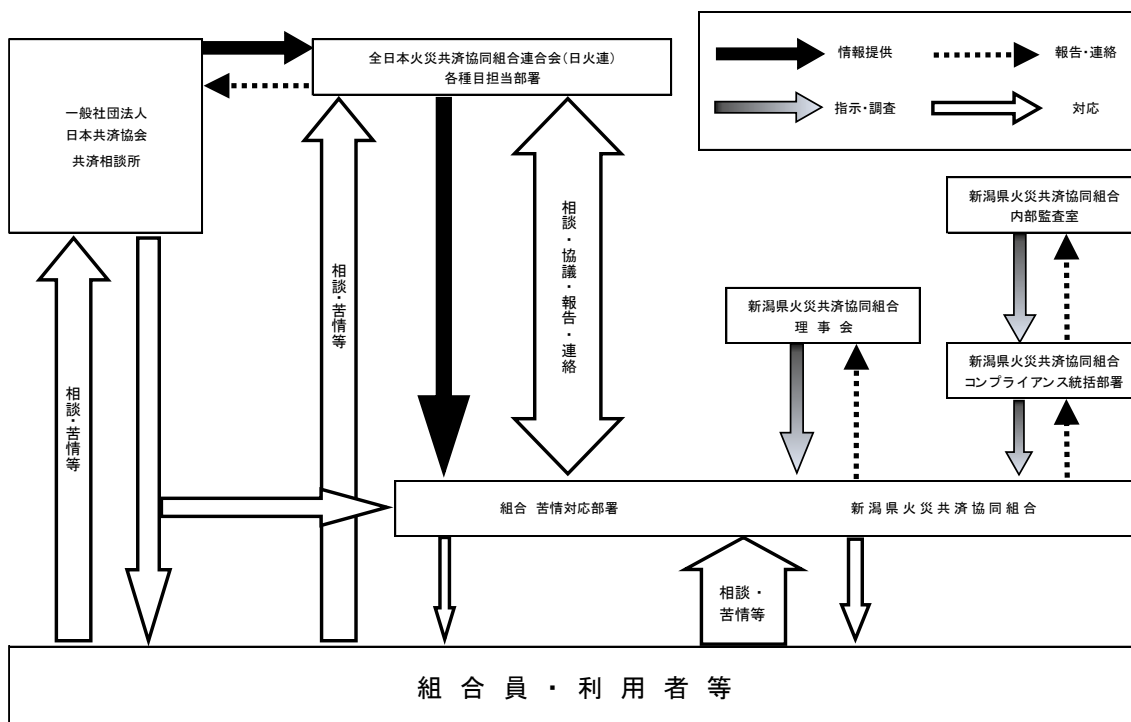 全日本火災共済協同組合連合会(日火連)
各種目担当部署
情報提供
報告・連絡
指示・調査
対応
一般社団法人
日本共済協会
共済相談所
新潟県火災共済協同組合
内部監査室
相談・苦情等
相談・協議・報告・連絡
新潟県火災共済協同組合
理 事 会
新潟県火災共済協同組合
コンプライアンス統括部署
相談・苦情等
組合 苦情対応部署
新潟県火災共済協同組合
相談・
苦情等
組 合 員 ・ 利 用 者 等